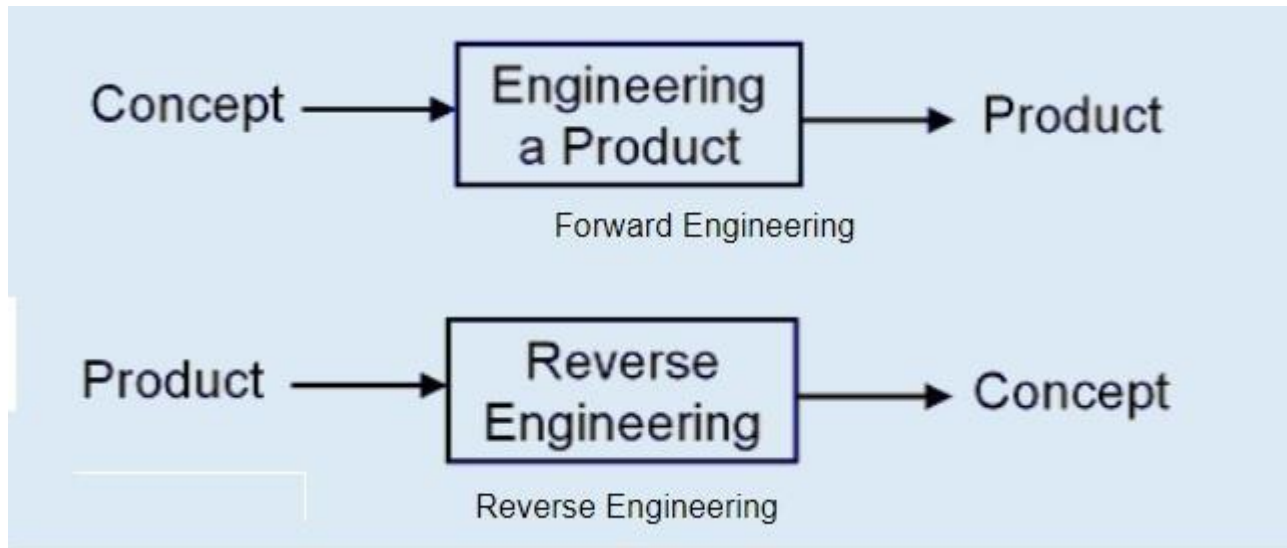 Concept
Engineering
a Product
Product
Forward Engineering
Product
Reverse
Engineering
Concept
Reverse Engineering